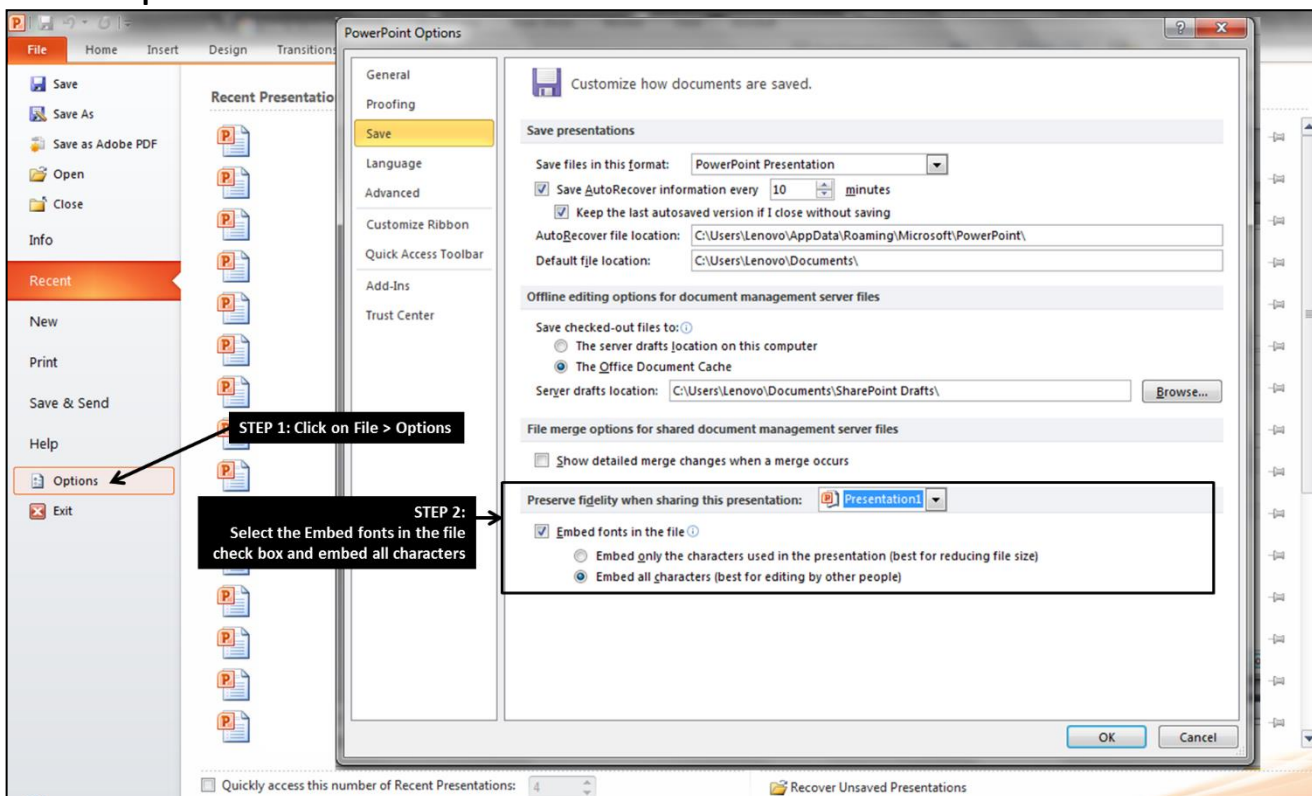 File Home Insert Design Transitions
Save
Save As
Save as Adobe PDF
Open
Close
Info
Recent
New
Print
Save & Send
Help
Options
Exit
Recent Presentatio
STEP 1: Click on File > Options
STEP 2:
Select the Embed fonts in the file
check box and embed all characters
PowerPoint Options
General
Proofing
Save
Language
Advanced
Customize Ribbon
Quick Access Toolbar
Add-Ins
Trust Center
Customize how documents are saved.
Save presentations
Save files in this format: PowerPoint Presentation
Save AutoRecover information every 10 minutes
Keep the last autosaved version if I close without saving
AutoRecover file location: C:\Users\Lenovo\AppData\Roaming\Microsoft\PowerPoint\
Default file location: C:\Users\Lenovo\Documents\
Offline editing options for document management server files
Save checked-out files to:
The server drafts location on this computer
The Office Document Cache
Server drafts location: C:\Users\Lenovo\Documents\SharePoint Drafts\ Browse...
File merge options for shared document management server files
Show detailed merge changes when a merge occurs
Preserve fidelity when sharing this presentation: Presentation1
Embed fonts in the file
Embed only the characters used in the presentation (best for reducing file size)
Embed all characters (best for editing by other people)
OK Cancel
Quickly access this number of Recent Presentations: 4
Recover Unsaved Presentations